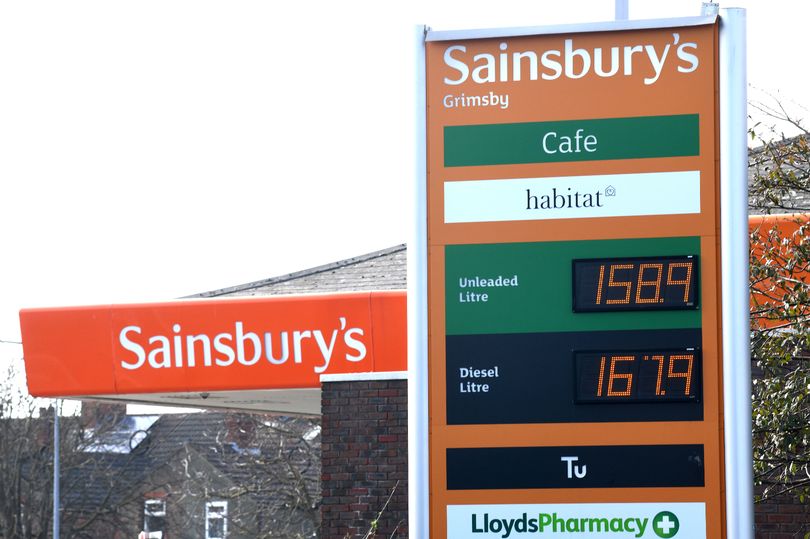 Sainsbury's
Grimsby
Cafe
habitat
Unleaded
Litre
158.9
Diesel
Litre
167.9
Tu
LloydsPharmacy
Sainsbury's